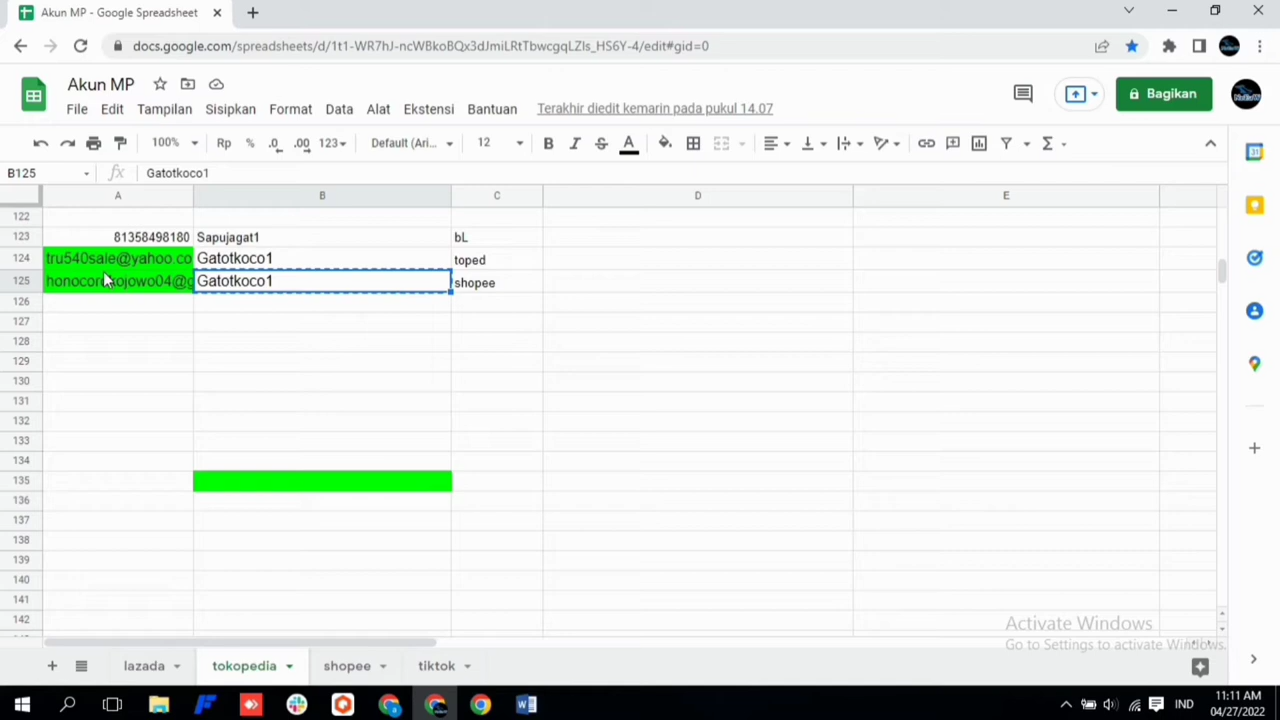 Akun MP - Google Spreadsheet
docs.google.com/spreadsheets/d/1t1-WR7hJ-ncWBkoBQx3dJmiLRtTbwcgqLZls_HS6Y-4/edit#gid=0
Akun MP
File Edit Tampilan Sisipkan Format Data Alat Ekstensi Bantuan Terakhir diedit kemarin pada pukul 14.07
Bagikan
100% Rp % .0 .00 123 Default (Ari... 12 B I S A
B125 fx Gatotkoco1
A B C D E
122
123 81358498180 Sapujagat1 bL
124 tru540sale@yahoo.co Gatotkoco1 toped
125 Gatotkoco1 shopee
126
127
128
129
130
131
132
133
134
135
136
137
138
139
140
141
142
Activate Windows
Go to Settings to activate Windows.
lazada tokopedia shopee tiktok
IND
11:11 AM
04/27/2022